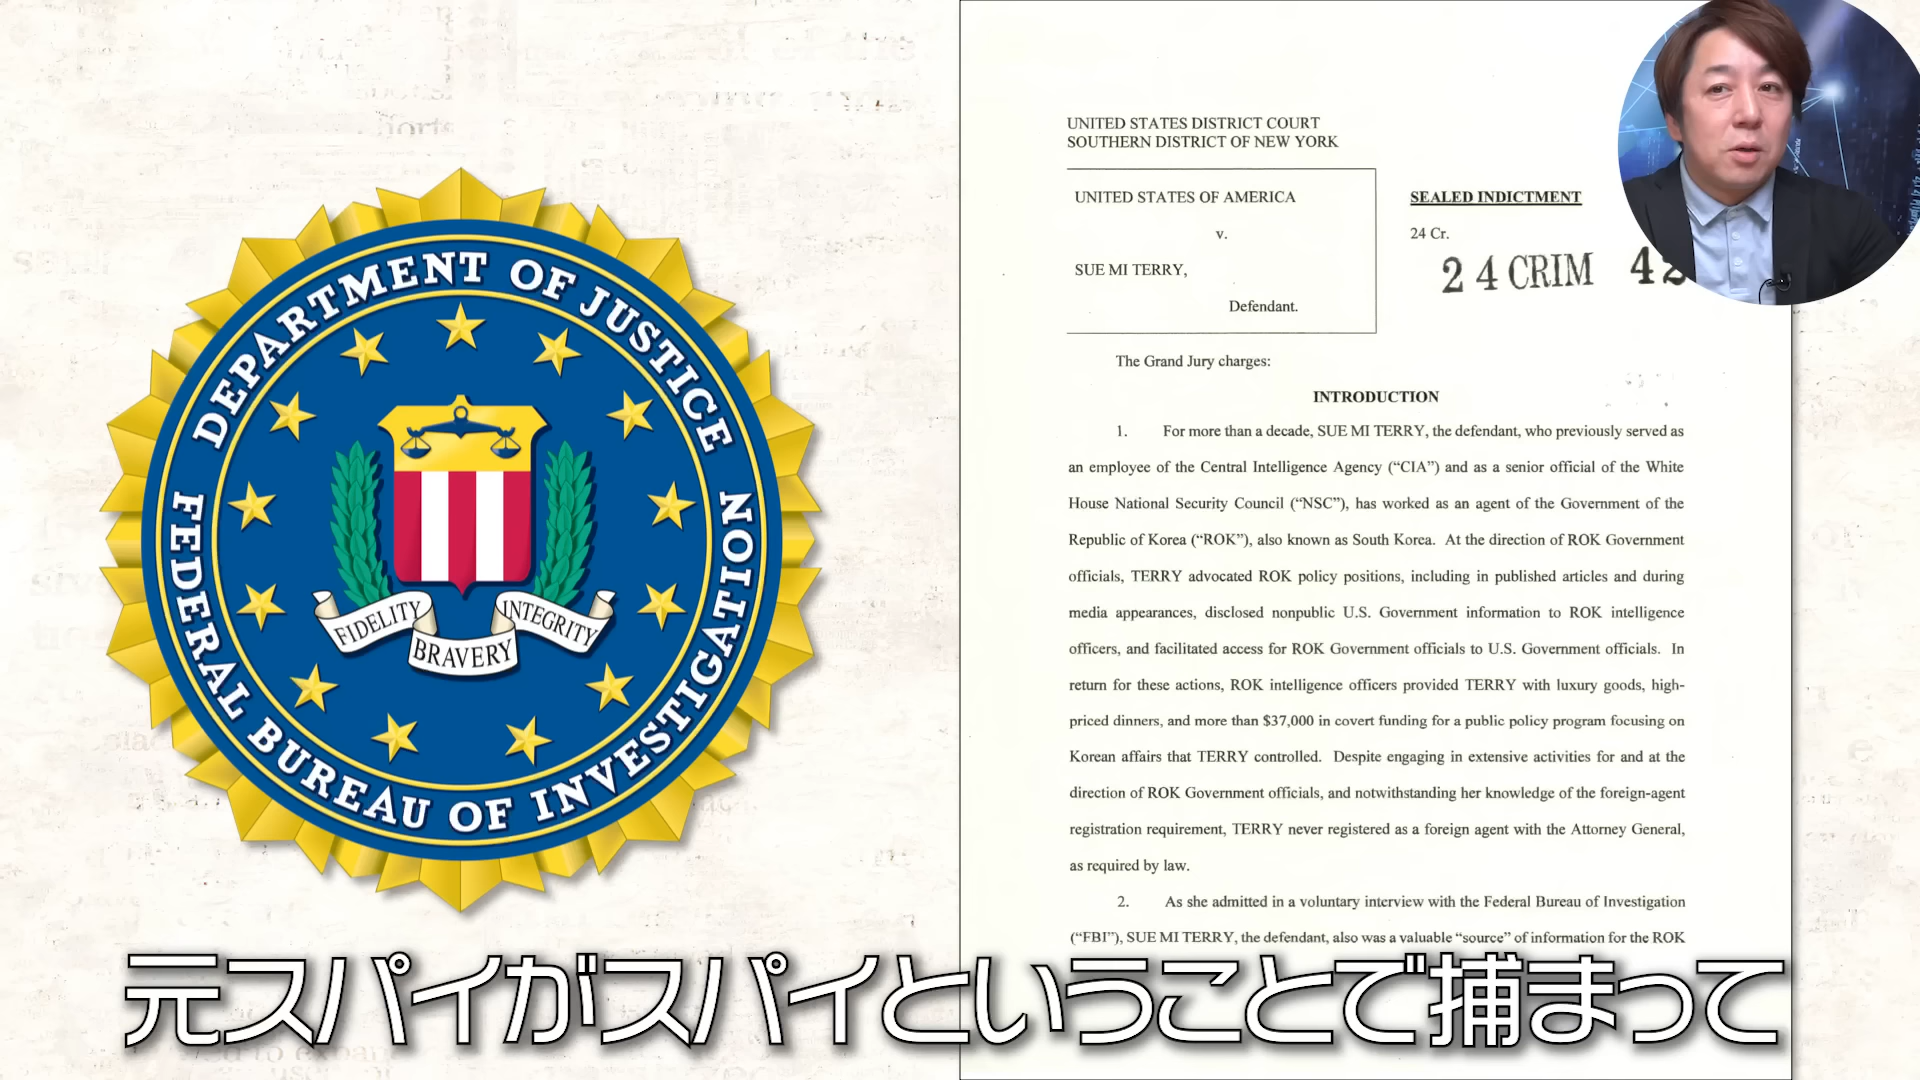 DEPARTMENT OF JUSTICE
FEDERAL BUREAU OF INVESTIGATION
FIDELITY
BRAVERY
INTEGRITY
UNITED STATES DISTRICT COURT
SOUTHERN DISTRICT OF NEW YORK
UNITED STATES OF AMERICA
v.
SUE MI TERRY,
Defendant.
SEALED INDICTMENT
24 Cr.
24 CRIM 42
The Grand Jury charges:
INTRODUCTION
1. For more than a decade, SUE MI TERRY, the defendant, who previously served as
an employee of the Central Intelligence Agency (“CIA”) and as a senior official of the White
House National Security Council (“NSC”), has worked as an agent of the Government of the
Republic of Korea (“ROK”), also known as South Korea. At the direction of ROK Government
officials, TERRY advocated ROK policy positions, including in published articles and during
media appearances, disclosed nonpublic U.S. Government information to ROK intelligence
officers, and facilitated access for ROK Government officials to U.S. Government officials. In
return for these actions, ROK intelligence officers provided TERRY with luxury goods, high-
priced dinners, and more than $37,000 in covert funding for a public policy program focusing on
Korean affairs that TERRY controlled. Despite engaging in extensive activities for and at the
direction of ROK Government officials, and notwithstanding her knowledge of the foreign-agent
registration requirement, TERRY never registered as a foreign agent with the Attorney General,
as required by law.
2. As she admitted in a voluntary interview with the Federal Bureau of Investigation
(“FBI”), SUE MI TERRY, the defendant, also was a valuable “source” of information for the ROK
元スパイがスパイということで捕まって